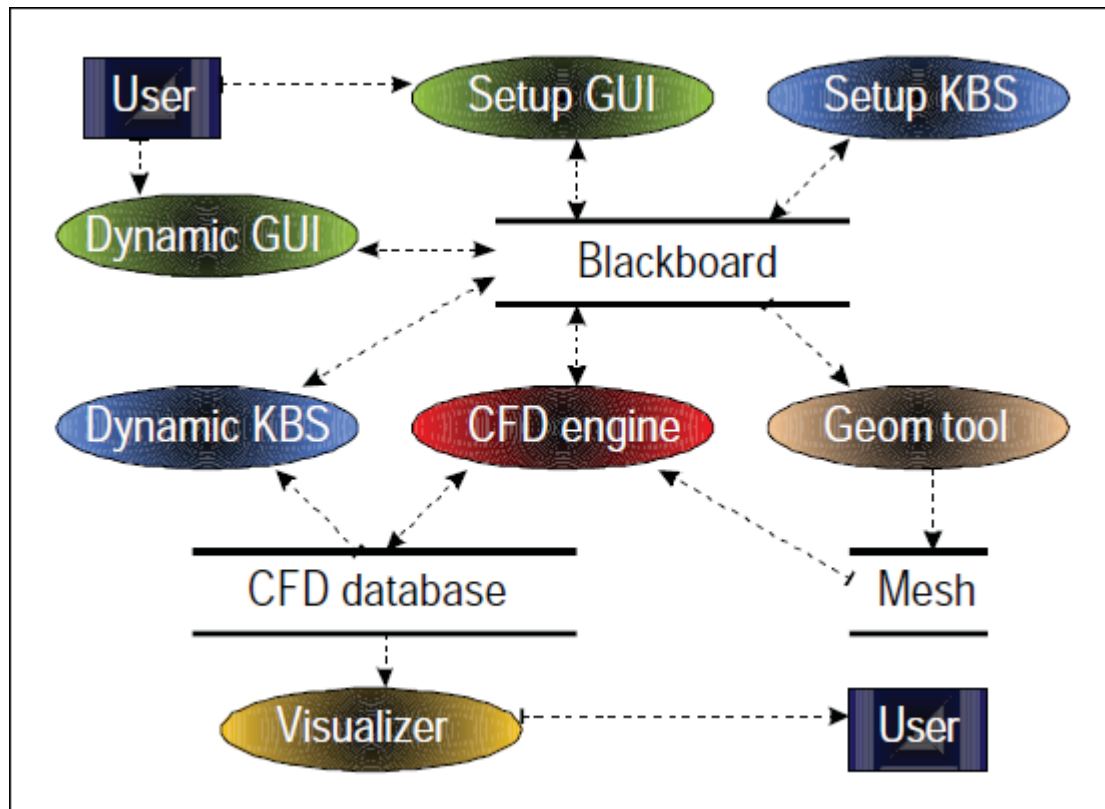 User
Setup GUI
Setup KBS
Dynamic GUI
Blackboard
Dynamic KBS
CFD engine
Geom tool
CFD database
Mesh
Visualizer
User